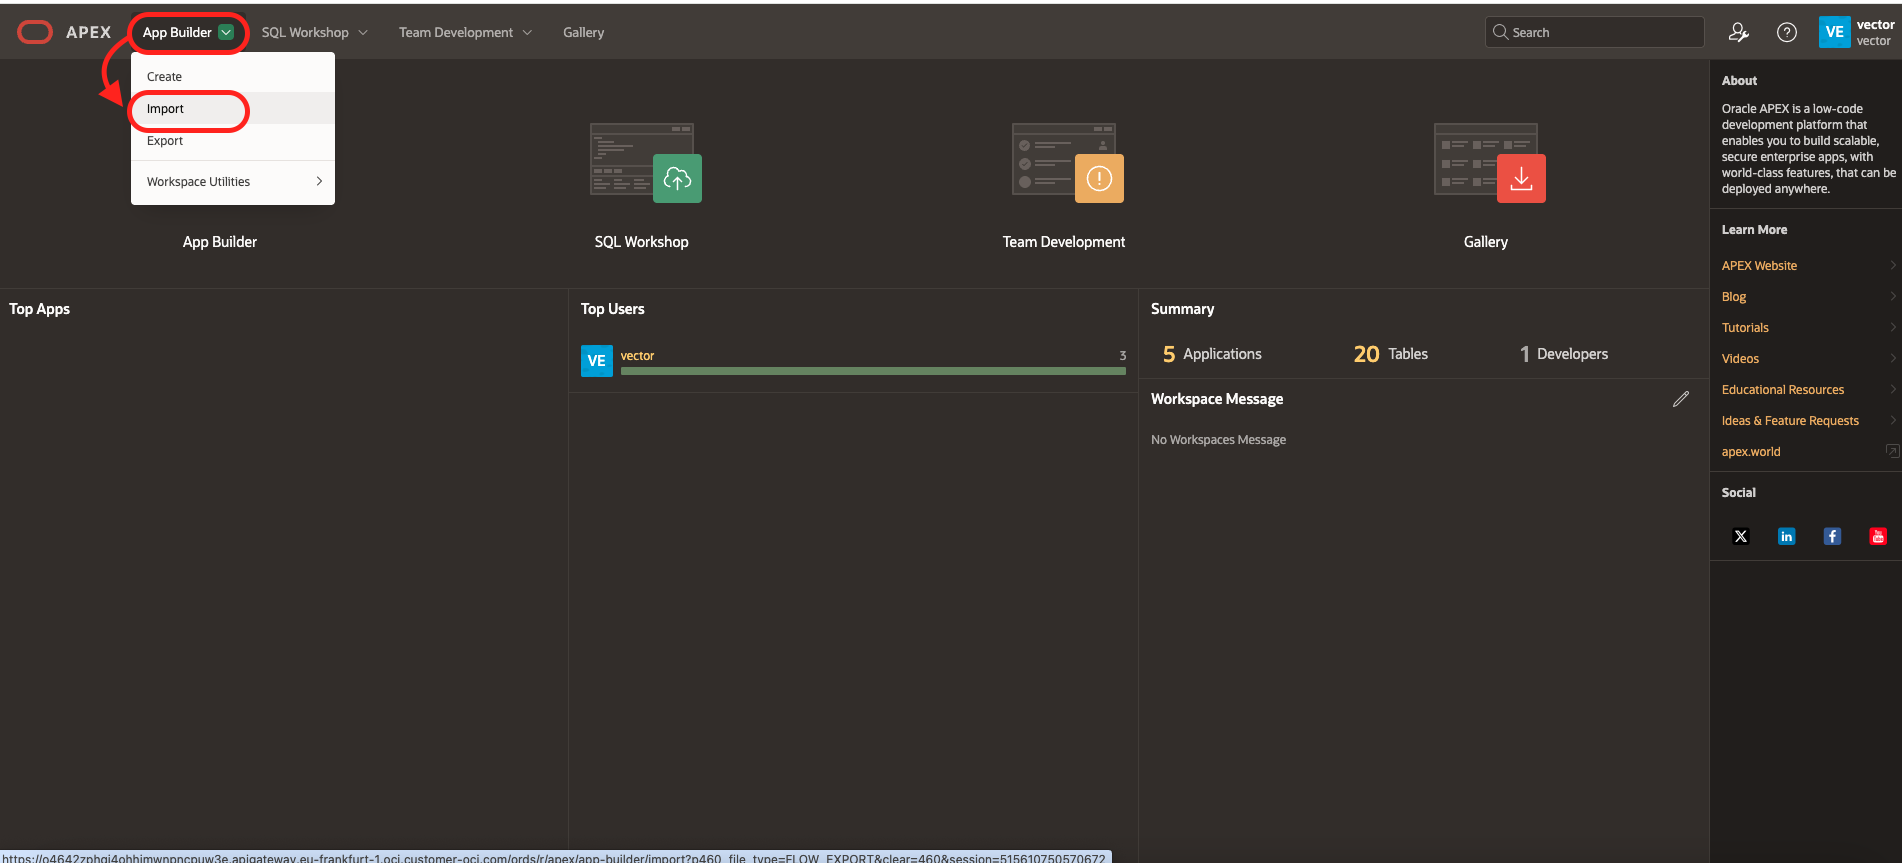 APEX
App Builder
SQL Workshop
Team Development
Gallery
Search
VE
vector
vector
Create
Import
Export
Workspace Utilities
App Builder
SQL Workshop
Team Development
Gallery
Top Apps
Top Users
VE
vector
3
Summary
5 Applications
20 Tables
1 Developers
Workspace Message
No Workspaces Message
About
Oracle APEX is a low-code
development platform that
enables you to build scalable,
secure enterprise apps, with
world-class features, that can be
deployed anywhere.
Learn More
APEX Website
Blog
Tutorials
Videos
Educational Resources
Ideas & Feature Requests
apex.world
Social
https://o4642zphqi4ohhimwnpncpuw3e.apigateway.eu-frankfurt-1.oci.customer-oci.com/ords/r/apex/app-builder/import?p460_file_type=FLOW_EXPORT&clear=460&session=515610750570672